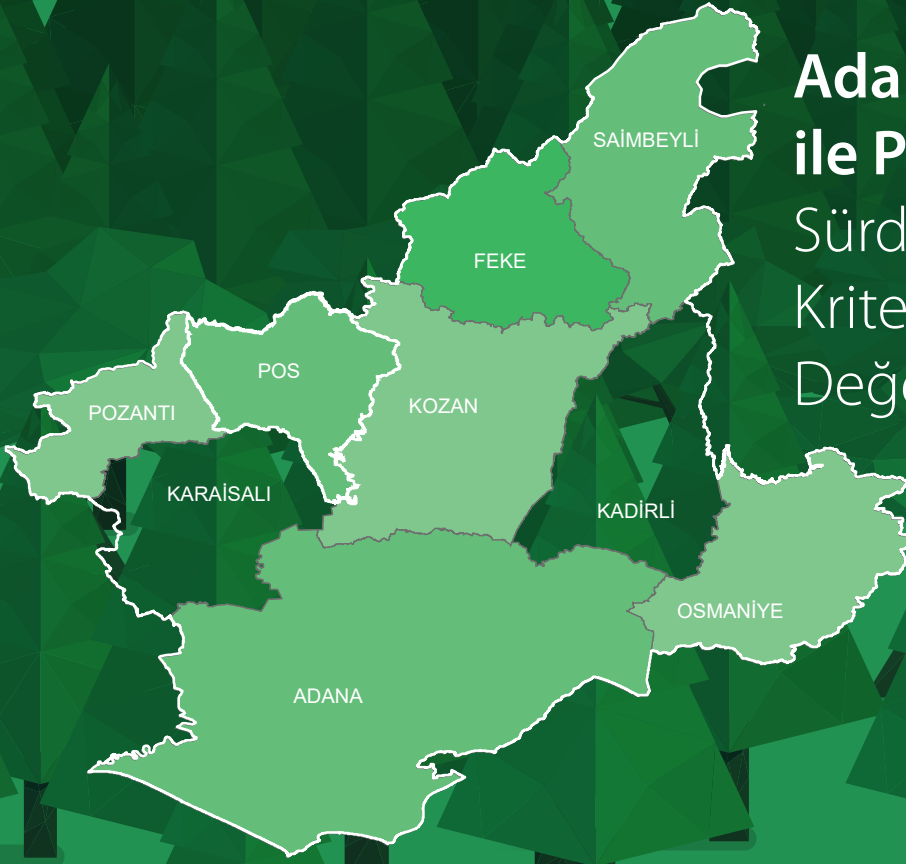 Ada
ile P
Sürd
Krite
Değe
SAİMBEYLİ
FEKE
POS
POZANTI
KOZAN
KARAİSALI
KADİRLİ
OSMANİYE
ADANA